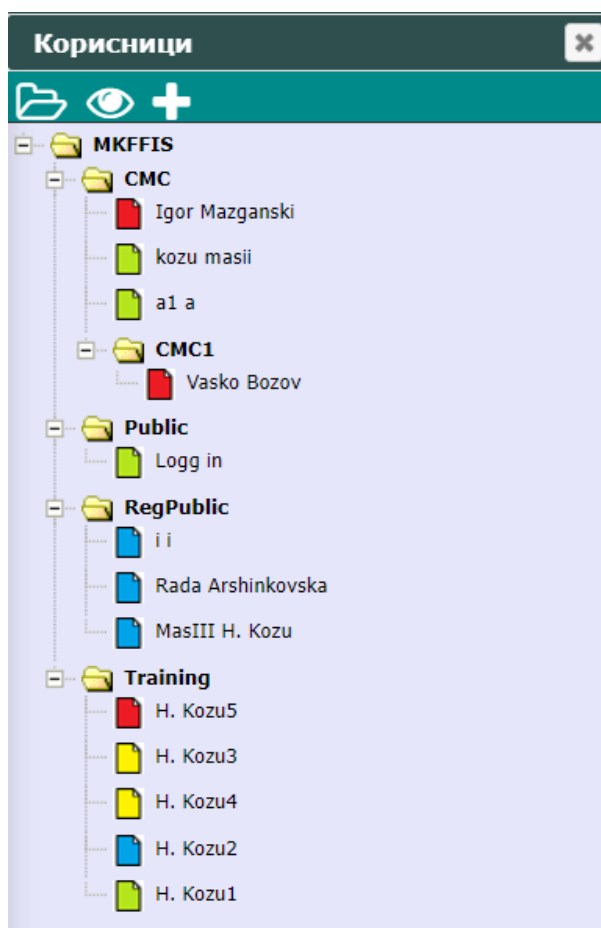 Корисници
MKFFIS
CMC
Igor Mazganski
kozu masii
a1 a
CMC1
Vasko Bozov
Public
Logg in
RegPublic
i i
Rada Arshinkovska
MasIII H. Kozu
Training
H. Kozu5
H. Kozu3
H. Kozu4
H. Kozu2
H. Kozu1